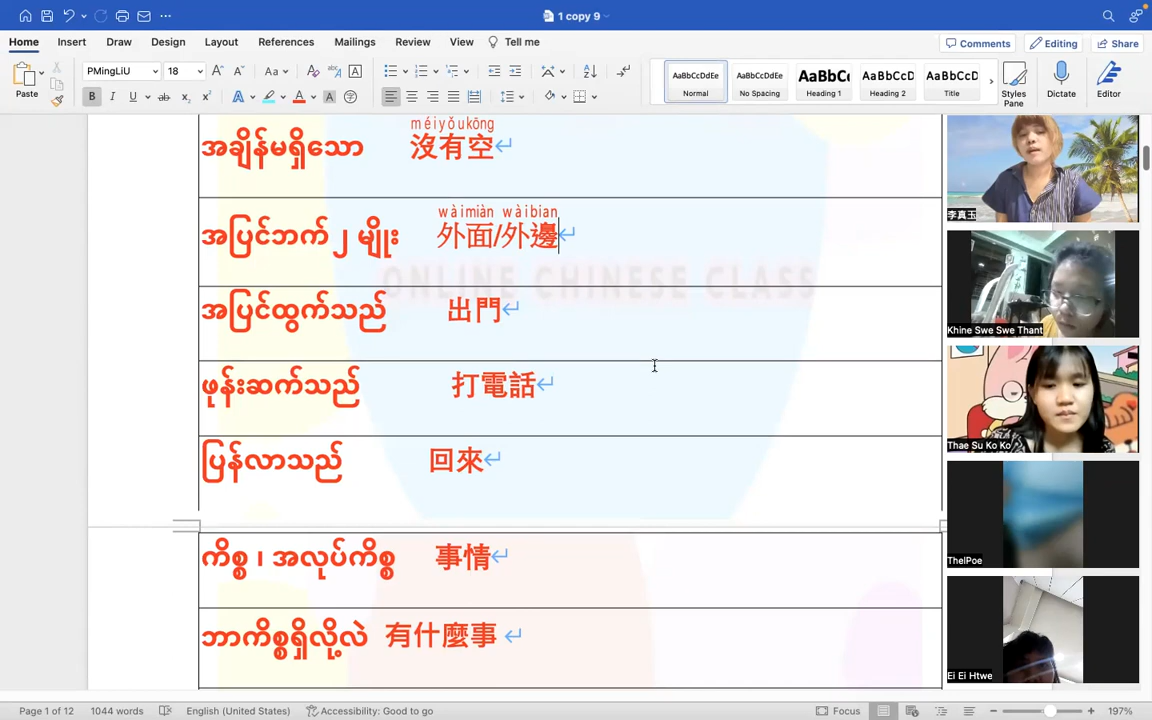 1 copy 9
Home Insert Draw Design Layout References Mailings Review View Tell me Comments Editing Share
PMingLiU 18
Paste
AaBbCcDdEe AaBbCcDdEe AaBbC AaBbCcD AaBbCcD
Normal No Spacing Heading 1 Heading 2 Title Styles Pane Dictate Editor
méiyǒukōng
အချိန်မရှိသော 沒有空
wàimiàn wàibian
အပြင်ဘက် ၂ မျိုး 外面/外邊
ONLINE CHINESE CLASS
အပြင်ထွက်သည် 出門
ဖုန်းဆက်သည် 打電話
ပြန်လာသည် 回來
ကိစ္စ ၊ အလုပ်ကိစ္စ 事情
ဘာကိစ္စရှိလို့လဲ 有什麼事
李真玉
Khine Swe Swe Thant
Thae Su Ko Ko
ThelPoe
Ei Ei Htwe
Page 1 of 12 1044 words English (United States) Accessibility: Good to go Focus 197%